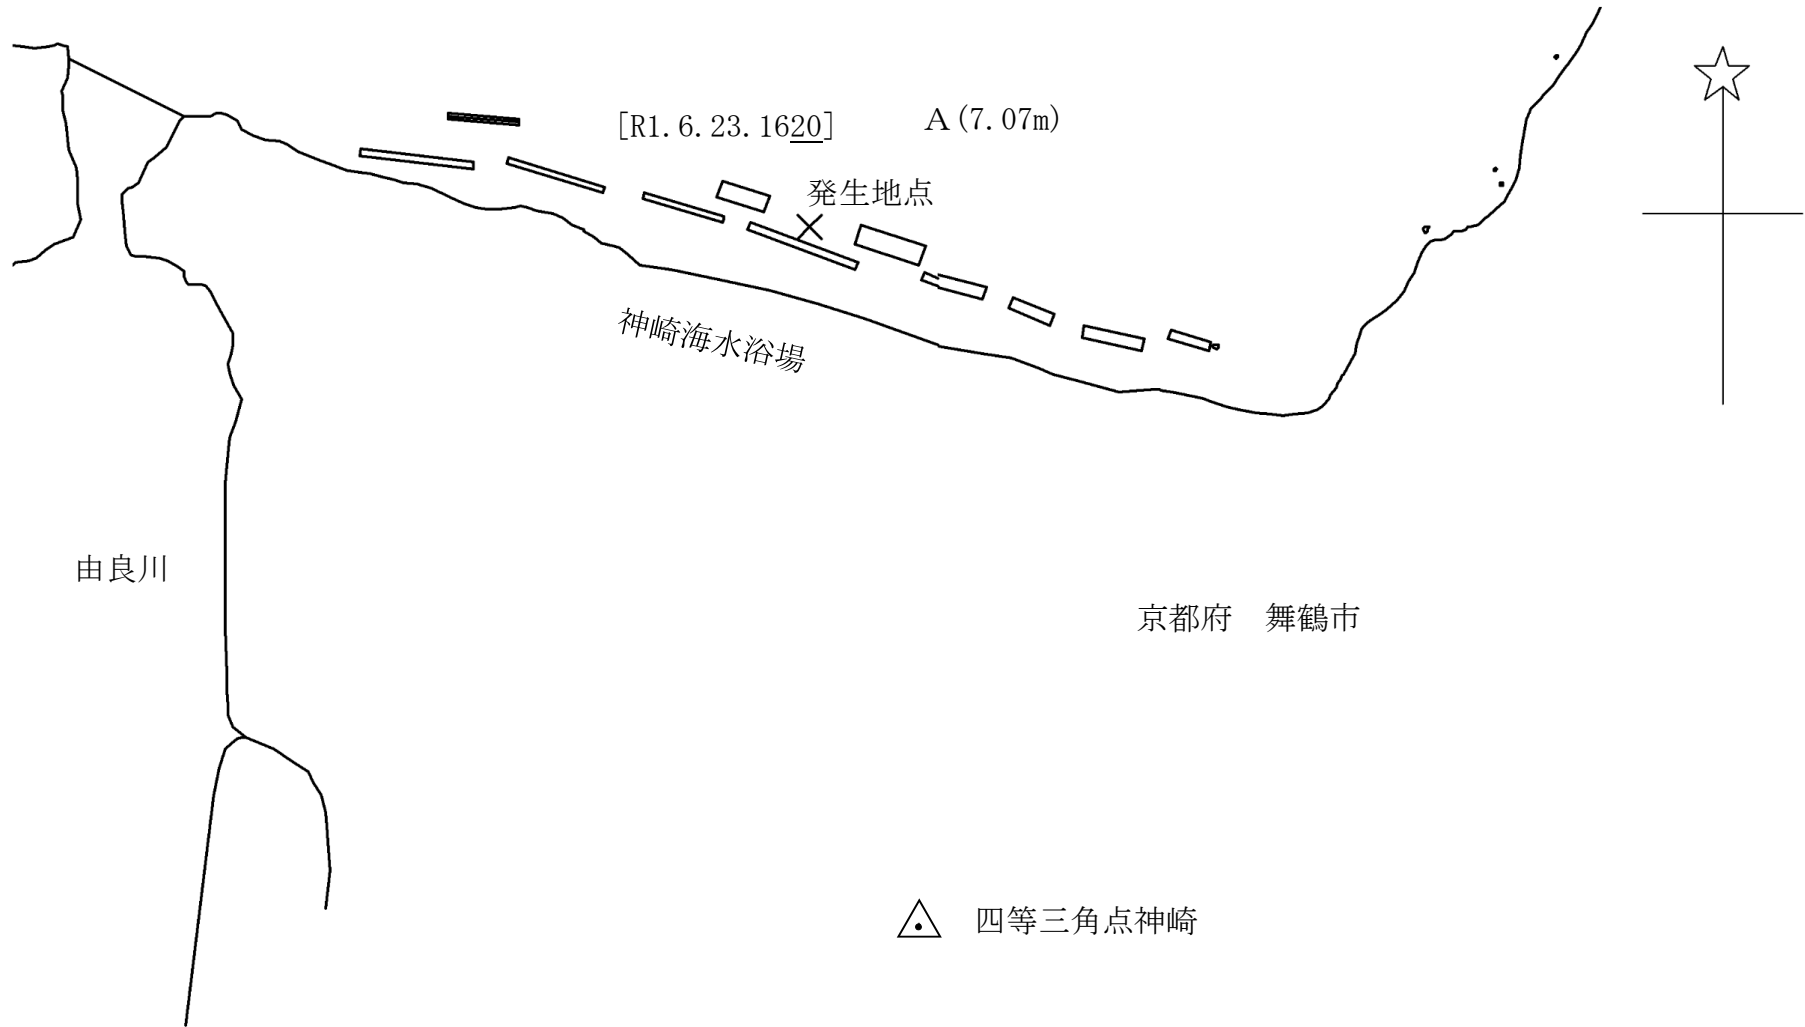 [R1.6.23.1620]
A(7.07m)
発生地点
神崎海水浴場
由良川
京都府　舞鶴市
四等三角点神崎